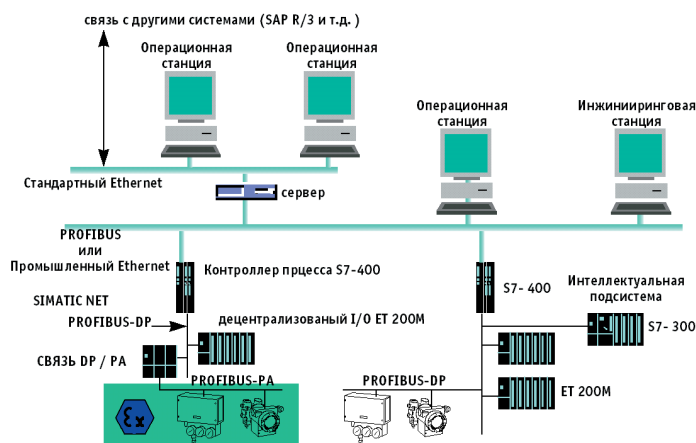 связь с другими системами (SAP R/3 и т.д. )
Операционная
станция
Операционная
станция
Операционная
станция
Инжинииринговая
станция
Стандартный Ethernet
сервер
PROFIBUS
или
Промышленный Ethernet
Контроллер прцесса S7-400
S7- 400
Интеллектуальная
подсистема
SIMATIC NET
PROFIBUS-DP
децентрализованый I/O ET 200M
S7- 300
СВЯЗЬ DP / PA
PROFIBUS-PA
PROFIBUS-DP
ET 200M
Ex